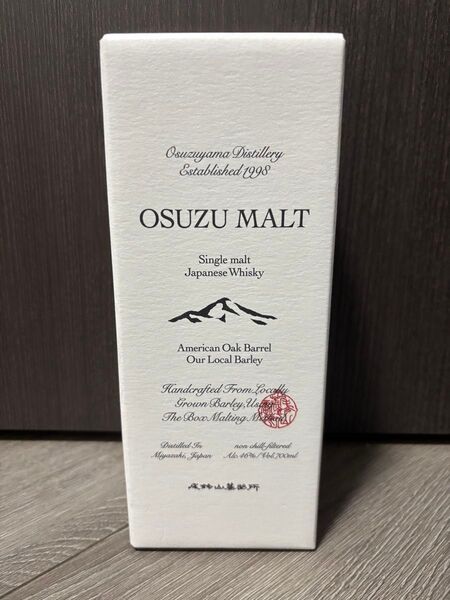 Osuzuyama Distillery
Established 1998
OSUZU MALT
Single malt
Japanese Whisky
American Oak Barrel
Our Local Barley
Handcrafted From Locally
Grown Barley, Using
The Box Malting Method
Distilled In
Miyazaki, Japan
non chill-filtered
Alc.46%/Vol.700ml
尾鈴山蒸留所